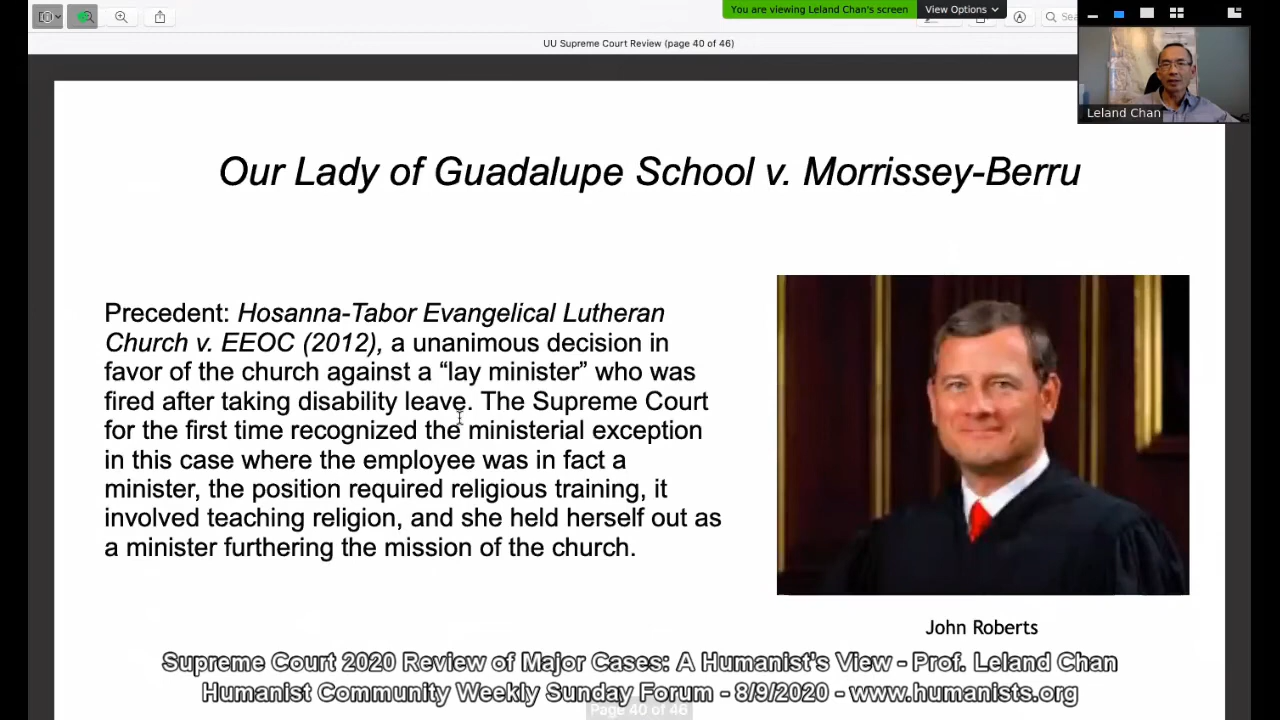 You are viewing Leland Chan's screen
View Options
UU Supreme Court Review (page 40 of 46)
Leland Chan
Our Lady of Guadalupe School v. Morrissey-Berru
Precedent: Hosanna-Tabor Evangelical Lutheran
Church v. EEOC (2012), a unanimous decision in
favor of the church against a “lay minister” who was
fired after taking disability leave. The Supreme Court
for the first time recognized the ministerial exception
in this case where the employee was in fact a
minister, the position required religious training, it
involved teaching religion, and she held herself out as
a minister furthering the mission of the church.
John Roberts
Supreme Court 2020 Review of Major Cases: A Humanist's View - Prof. Leland Chan
Humanist Community Weekly Sunday Forum - 8/9/2020 - www.humanists.org
Page 40 of 46